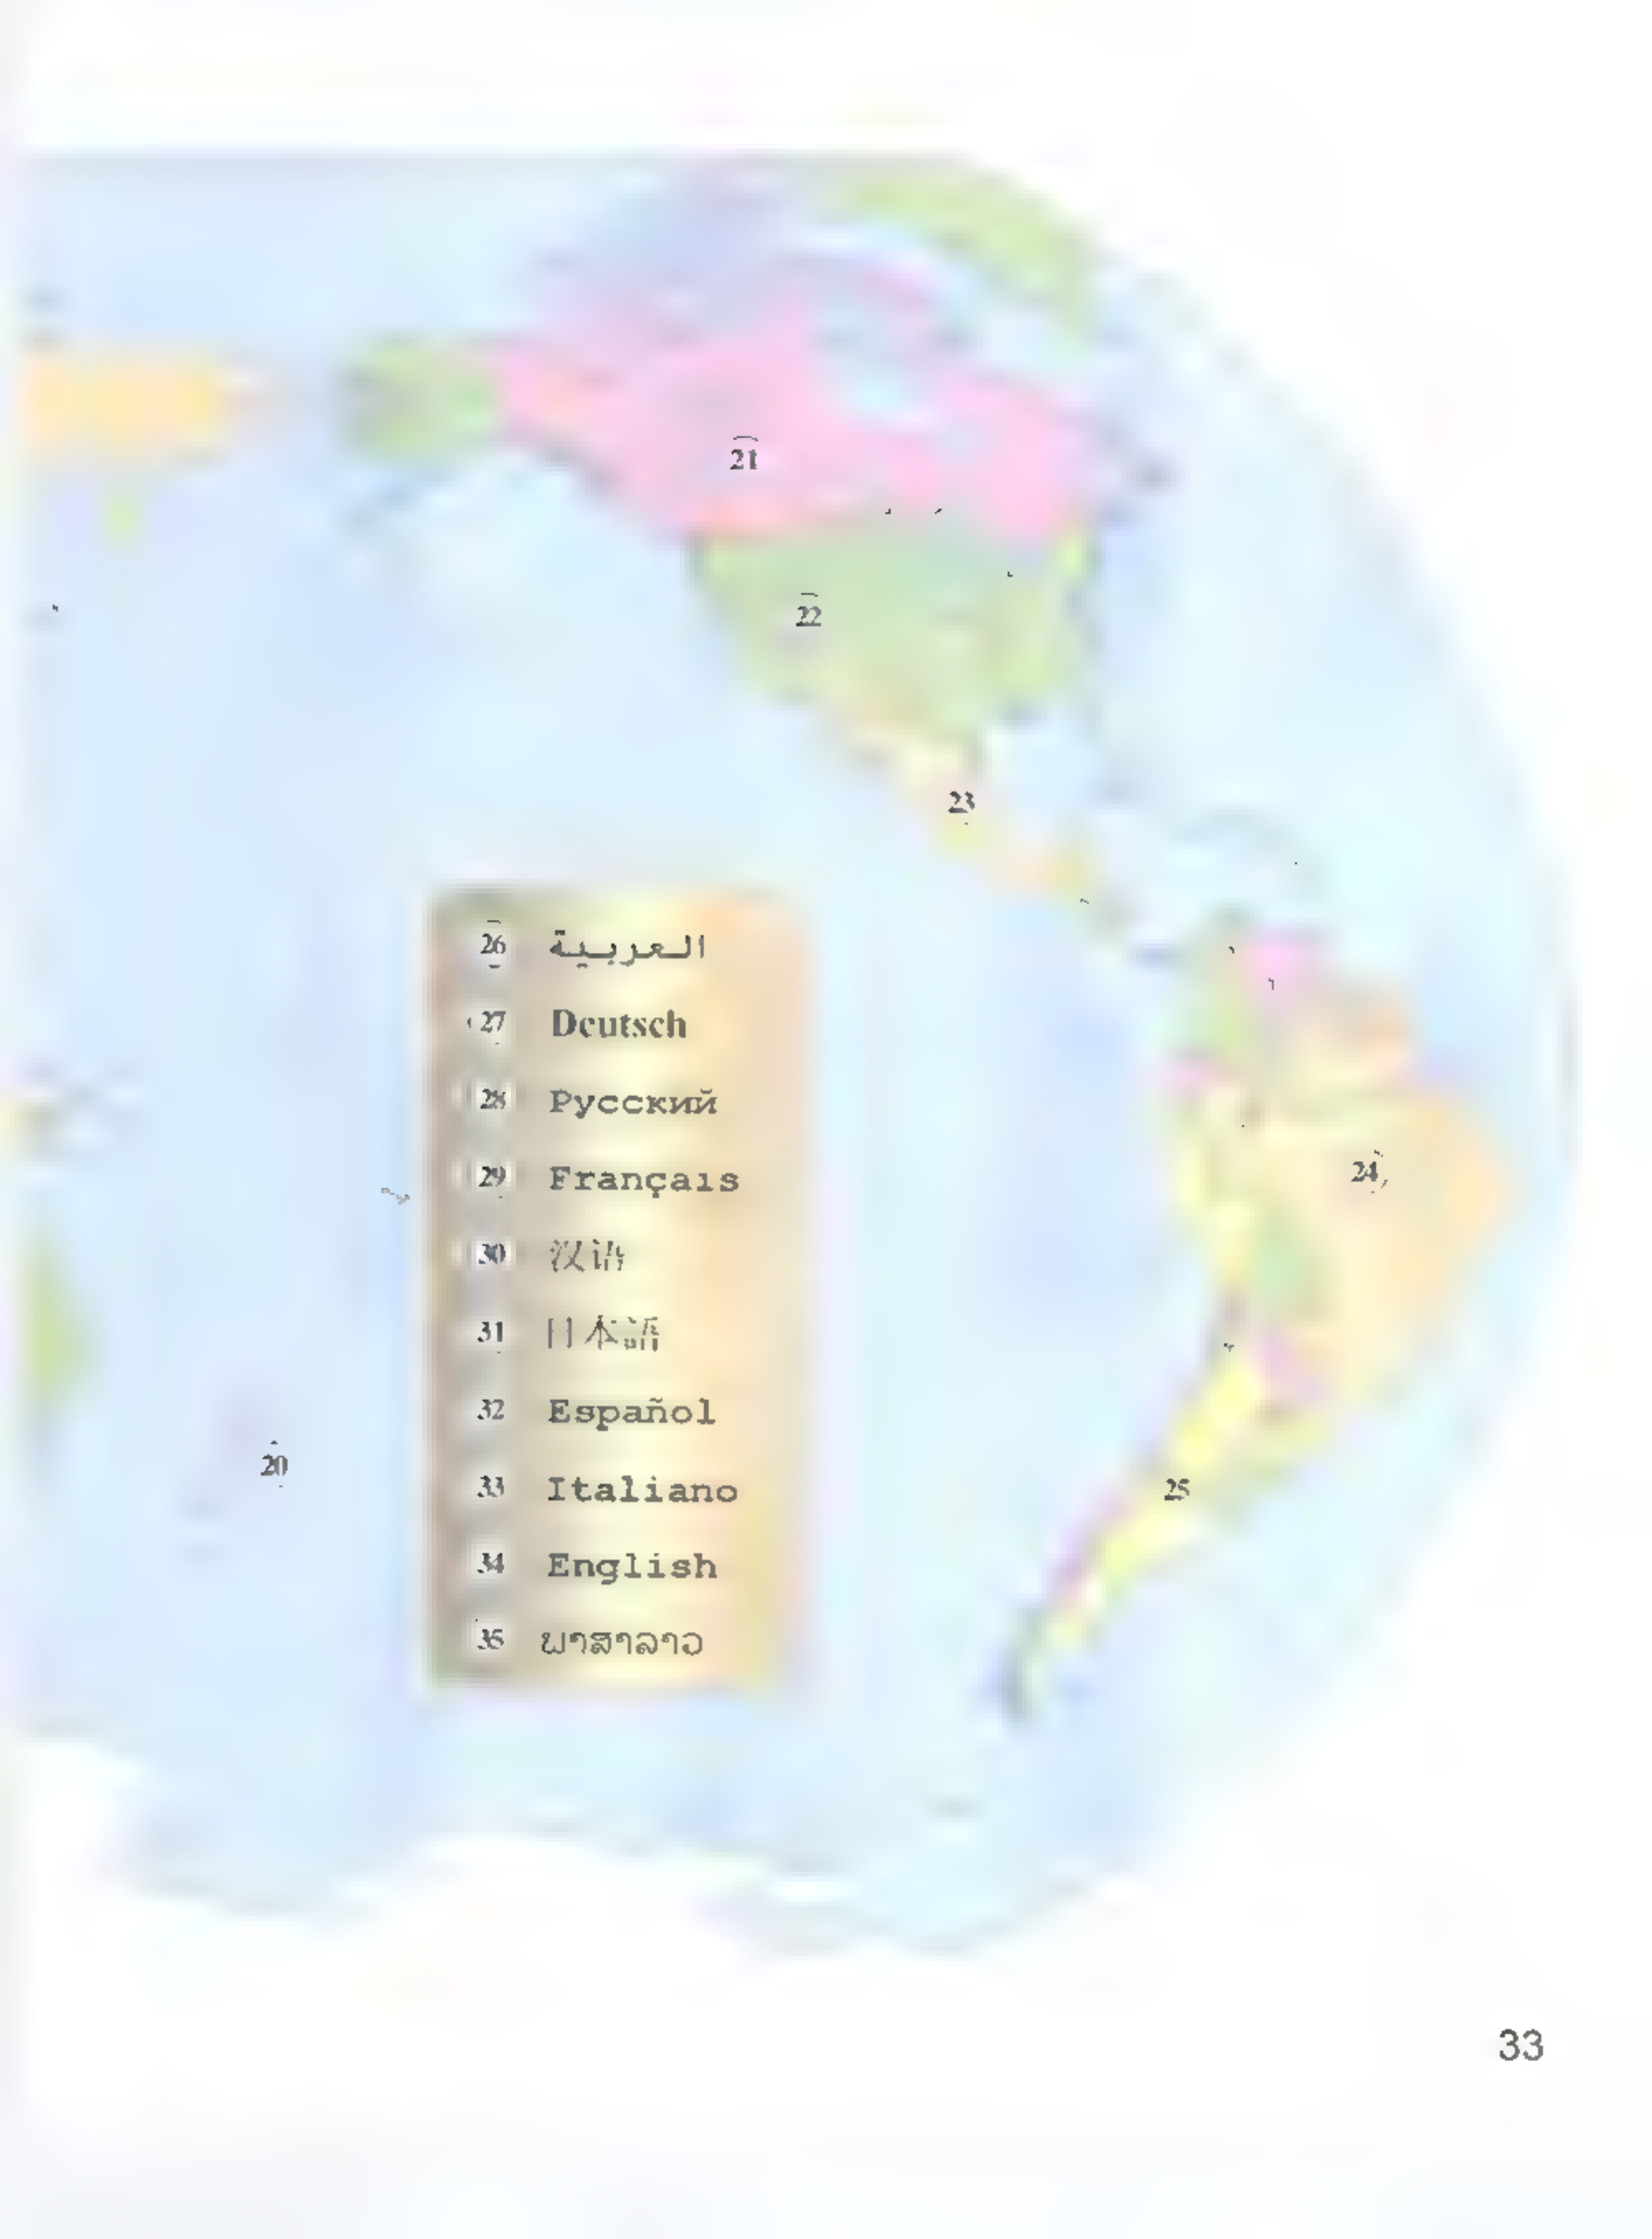 21
22
23
26 العربية
27 Deutsch
28 Русский
24
29 Français
30 汉语
31 日本語
32 Español
20
33 Italiano
25
34 English
35 ພາສາລາວ
33